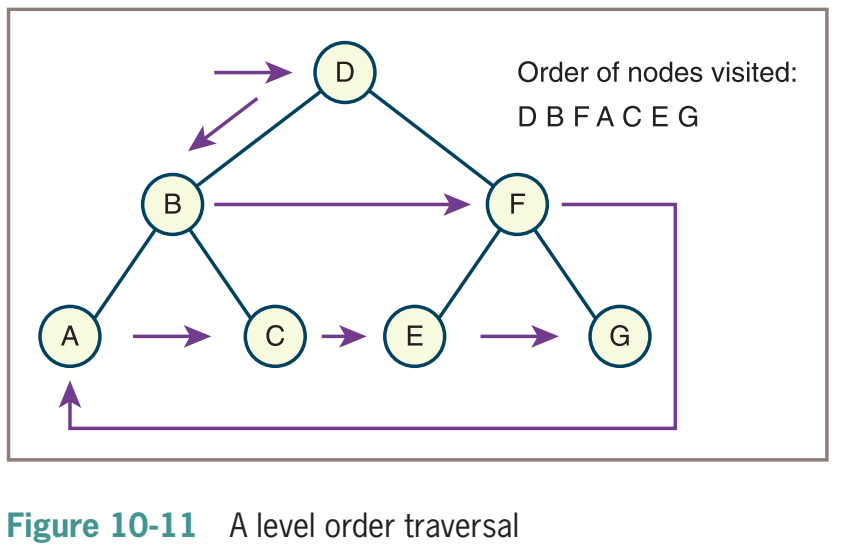 D
Order of nodes visited:
D B F A C E G
B
F
A
C
E
G
Figure 10-11 A level order traversal